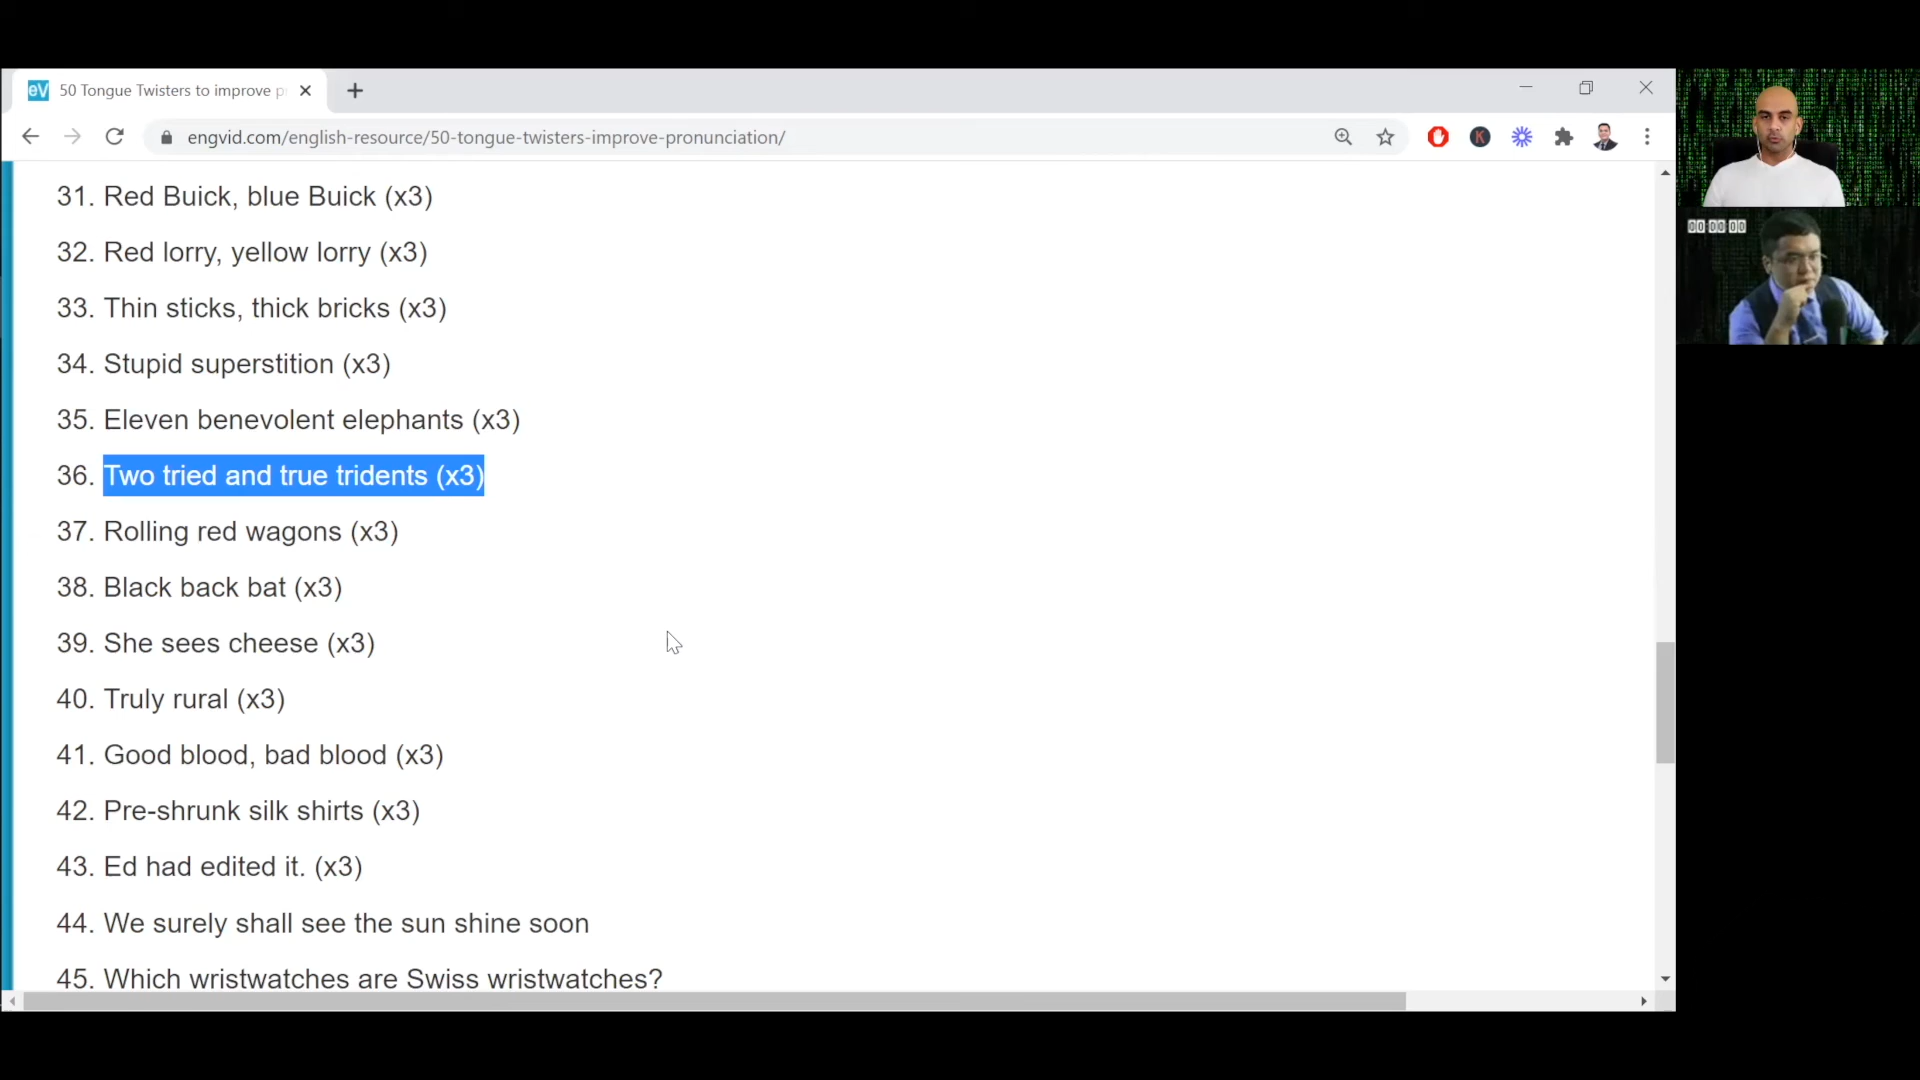 eV 50 Tongue Twisters to improve p
engvid.com/english-resource/50-tongue-twisters-improve-pronunciation/
K
31. Red Buick, blue Buick (x3)
32. Red lorry, yellow lorry (x3)
33. Thin sticks, thick bricks (x3)
34. Stupid superstition (x3)
35. Eleven benevolent elephants (x3)
36. Two tried and true tridents (x3)
37. Rolling red wagons (x3)
38. Black back bat (x3)
39. She sees cheese (x3)
40. Truly rural (x3)
41. Good blood, bad blood (x3)
42. Pre-shrunk silk shirts (x3)
43. Ed had edited it. (x3)
44. We surely shall see the sun shine soon
45. Which wristwatches are Swiss wristwatches?
00:00:00